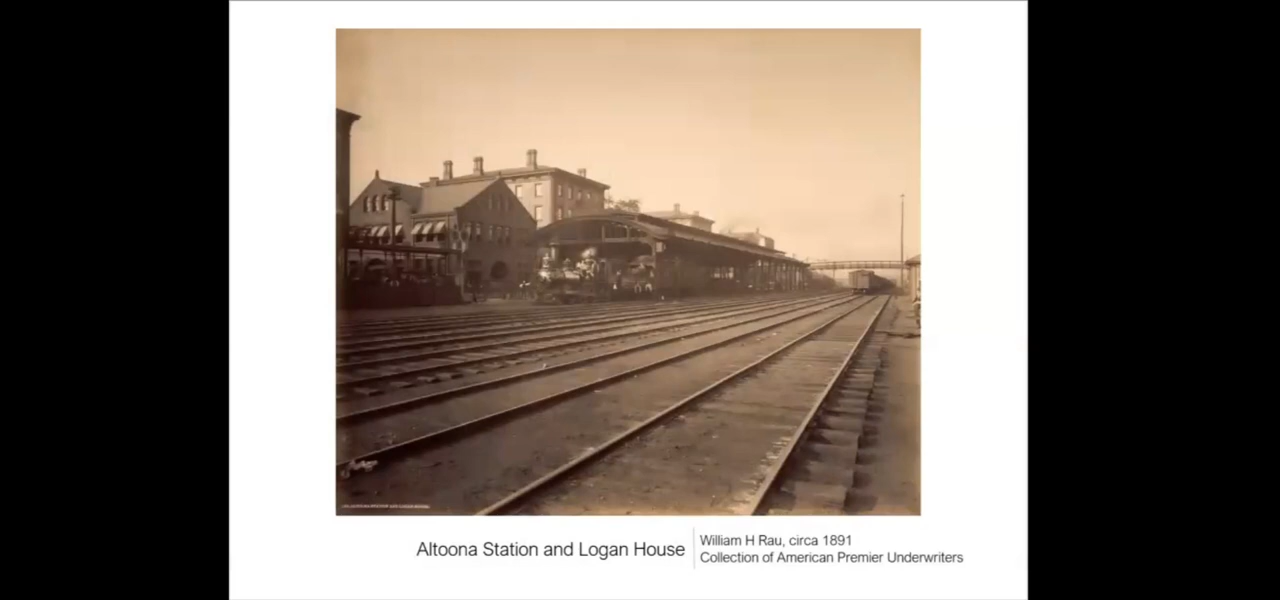 Altoona Station and Logan House
William H Rau, circa 1891
Collection of American Premier Underwriters